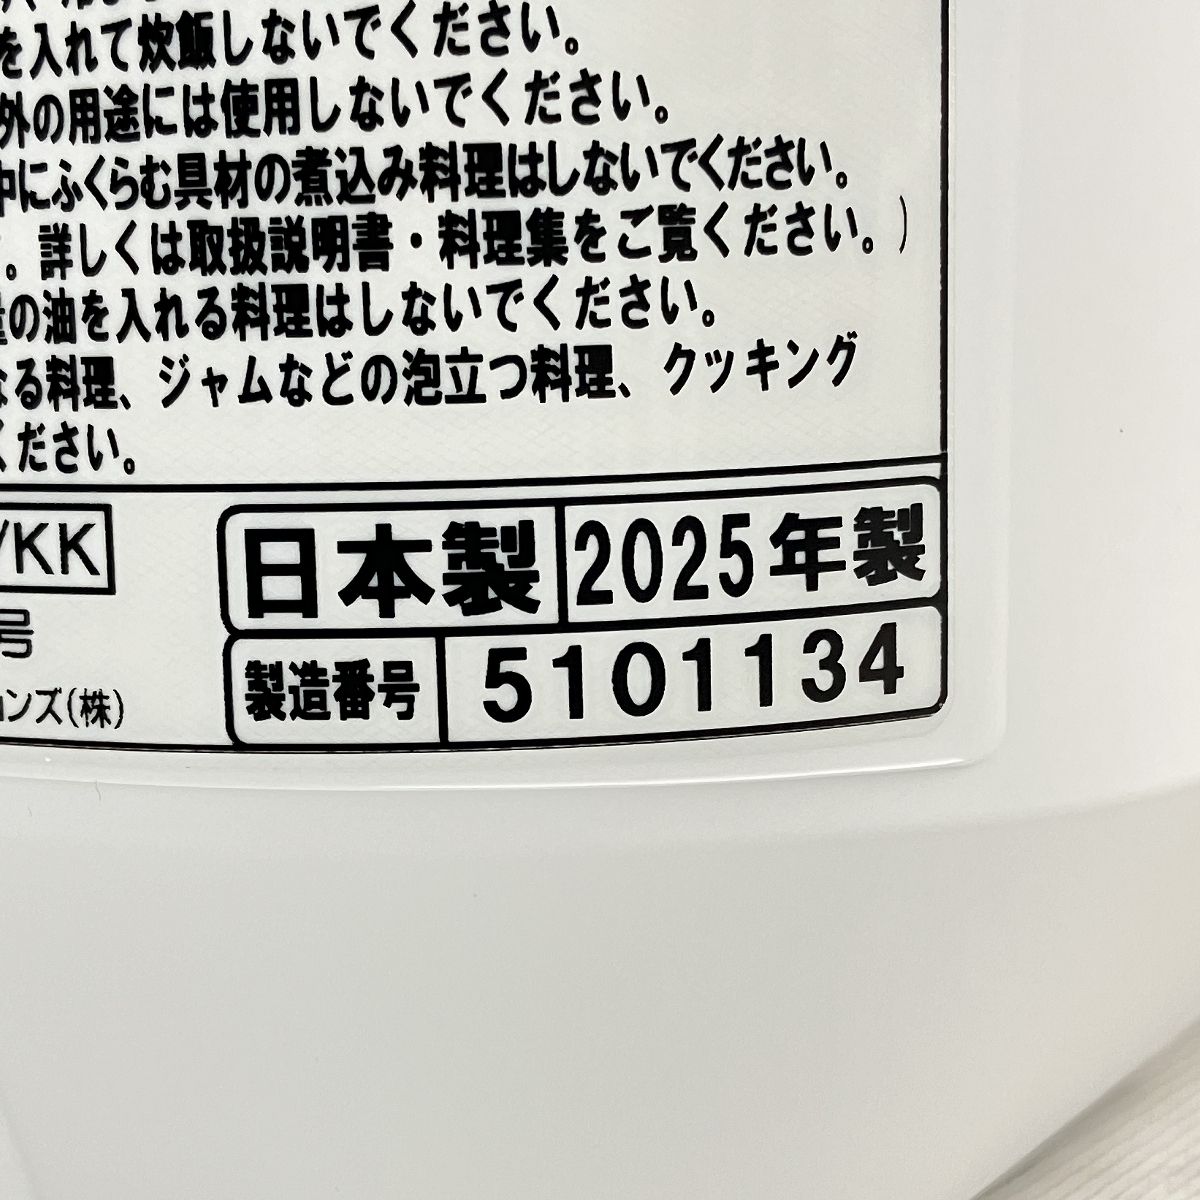 を入れて炊飯しないでください。
外の用途には使用しないでください。
中にふくらむ具材の煮込み料理はしないでください。
。詳しくは取扱説明書・料理集をご覧ください。)
量の油を入れる料理はしないでください。
なる料理、ジャムなどの泡立つ料理、クッキング
ください。
/KK
日本製 2025年製
号
製造番号 5101134
ョンズ(株)